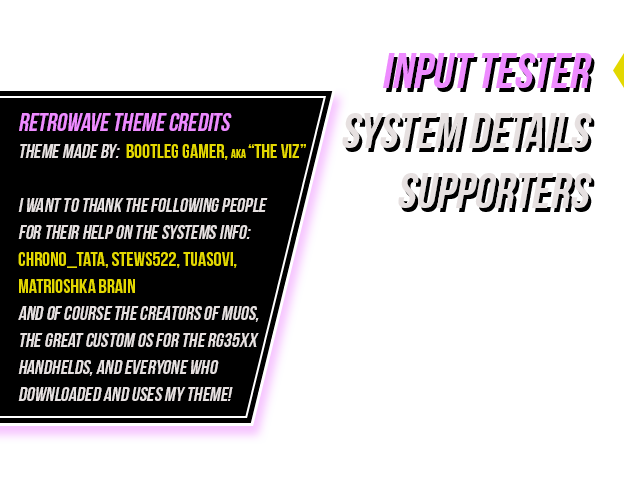 INPUT TESTER
SYSTEM DETAILS
SUPPORTERS
RETROWAVE THEME CREDITS
THEME MADE BY: BOOTLEG GAMER, AKA “THE VIZ”
I WANT TO THANK THE FOLLOWING PEOPLE
FOR THEIR HELP ON THE SYSTEMS INFO:
CHRONO_TATA, STEWS522, TUASOVI,
MATRIOSHKA BRAIN
AND OF COURSE THE CREATORS OF MUOS,
THE GREAT CUSTOM OS FOR THE RG35XX
HANDHELDS, AND EVERYONE WHO
DOWNLOADED AND USES MY THEME!